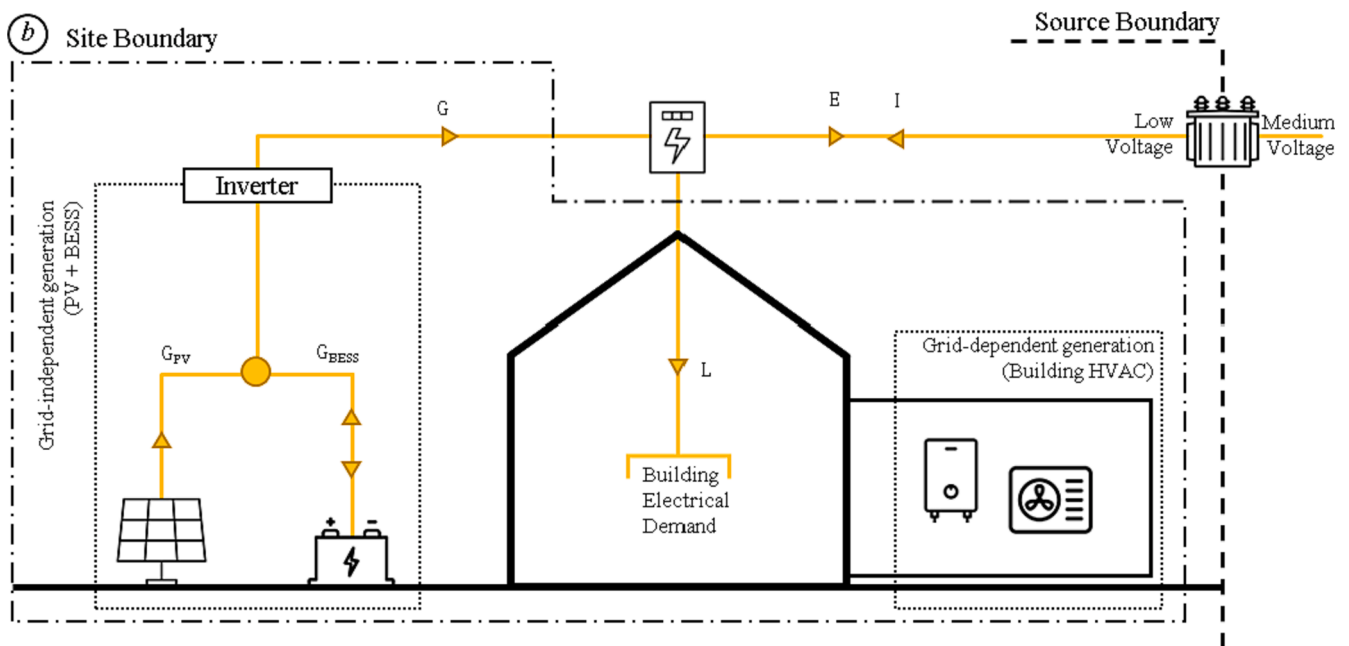 b
Site Boundary
Source Boundary
G
E
I
Low
Voltage
Medium
Voltage
Inverter
Grid-independent generation
(PV + BESS)
GPV
GBESS
L
Building
Electrical
Demand
Grid-dependent generation
(Building HVAC)
+
-